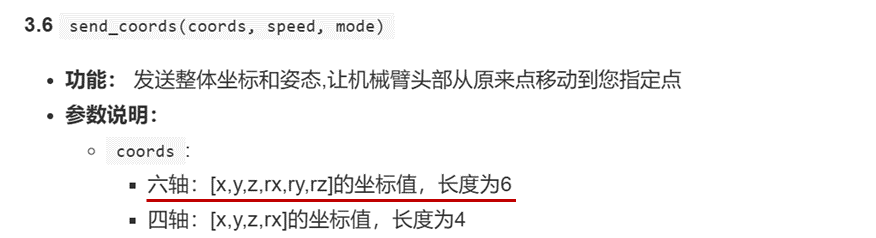 3.6 send_coords(coords, speed, mode)
• 功能： 发送整体坐标和姿态,让机械臂头部从原来点移动到您指定点
• 参数说明：
○ coords :
▪ 六轴：[x,y,z,rx,ry,rz]的坐标值，长度为6
▪ 四轴：[x,y,z,rx]的坐标值，长度为4